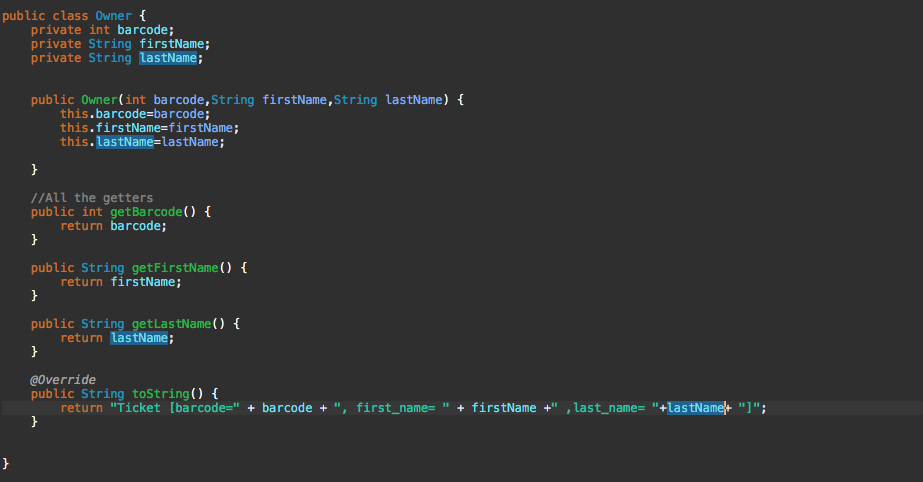 public class Owner {
    private int barcode;
    private String firstName;
    private String lastName;
    public Owner(int barcode,String firstName,String lastName) {
        this.barcode=barcode;
        this.firstName=firstName;
        this.lastName=lastName;
    }
    //All the getters
    public int getBarcode() {
        return barcode;
    }
    public String getFirstName() {
        return firstName;
    }
    public String getLastName() {
        return lastName;
    }
    @Override
    public String toString() {
        return "Ticket [barcode=" + barcode + ", first_name= " + firstName +" ,last_name= "+lastName+ "]";
    }
}